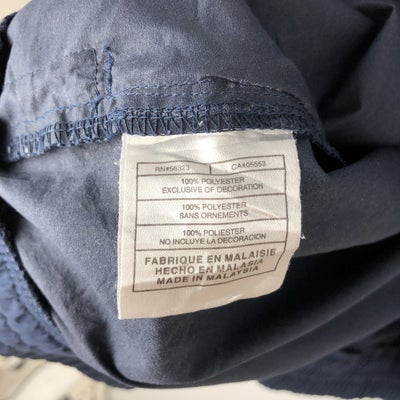 RN#56323 CA#05553
100% POLYESTER
EXCLUSIVE OF DECORATION
100% POLYESTER
SANS ORNEMENTS
100% POLIESTER
NO INCLUYE LA DECORACION
FABRIQUE EN MALAISIE
HECHO EN MALASIA
MADE IN MALAYSIA